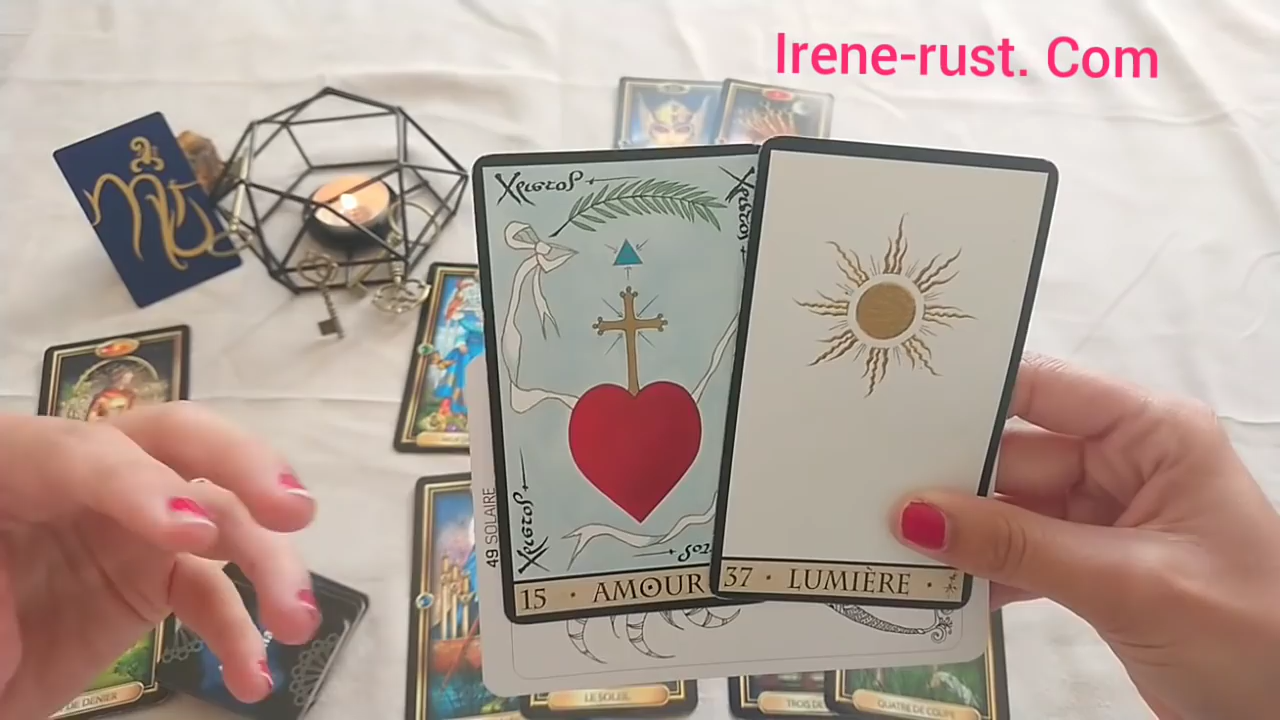 Irene-rust. Com
Χριστος
Χριστος
Χριστος
49 SOLAIRE
15 · AMOUR
37 · LUMIÈRE ·
DE DENIER
LE SOLEIL
TROIS DE
QUATRE DE COUPE